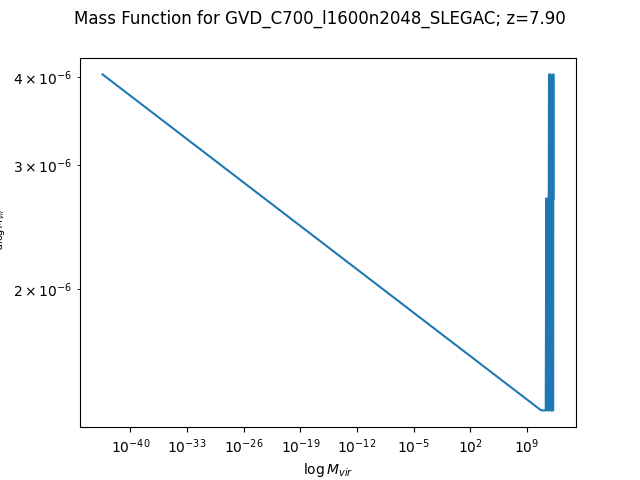 Mass Function for GVD_C700_l1600n2048_SLEGAC; z=7.90
4 × 10⁻⁶
3 × 10⁻⁶
2 × 10⁻⁶
10⁻⁴⁰ 10⁻³³ 10⁻²⁶ 10⁻¹⁹ 10⁻¹² 10⁻⁵ 10² 10⁹
log M_vir